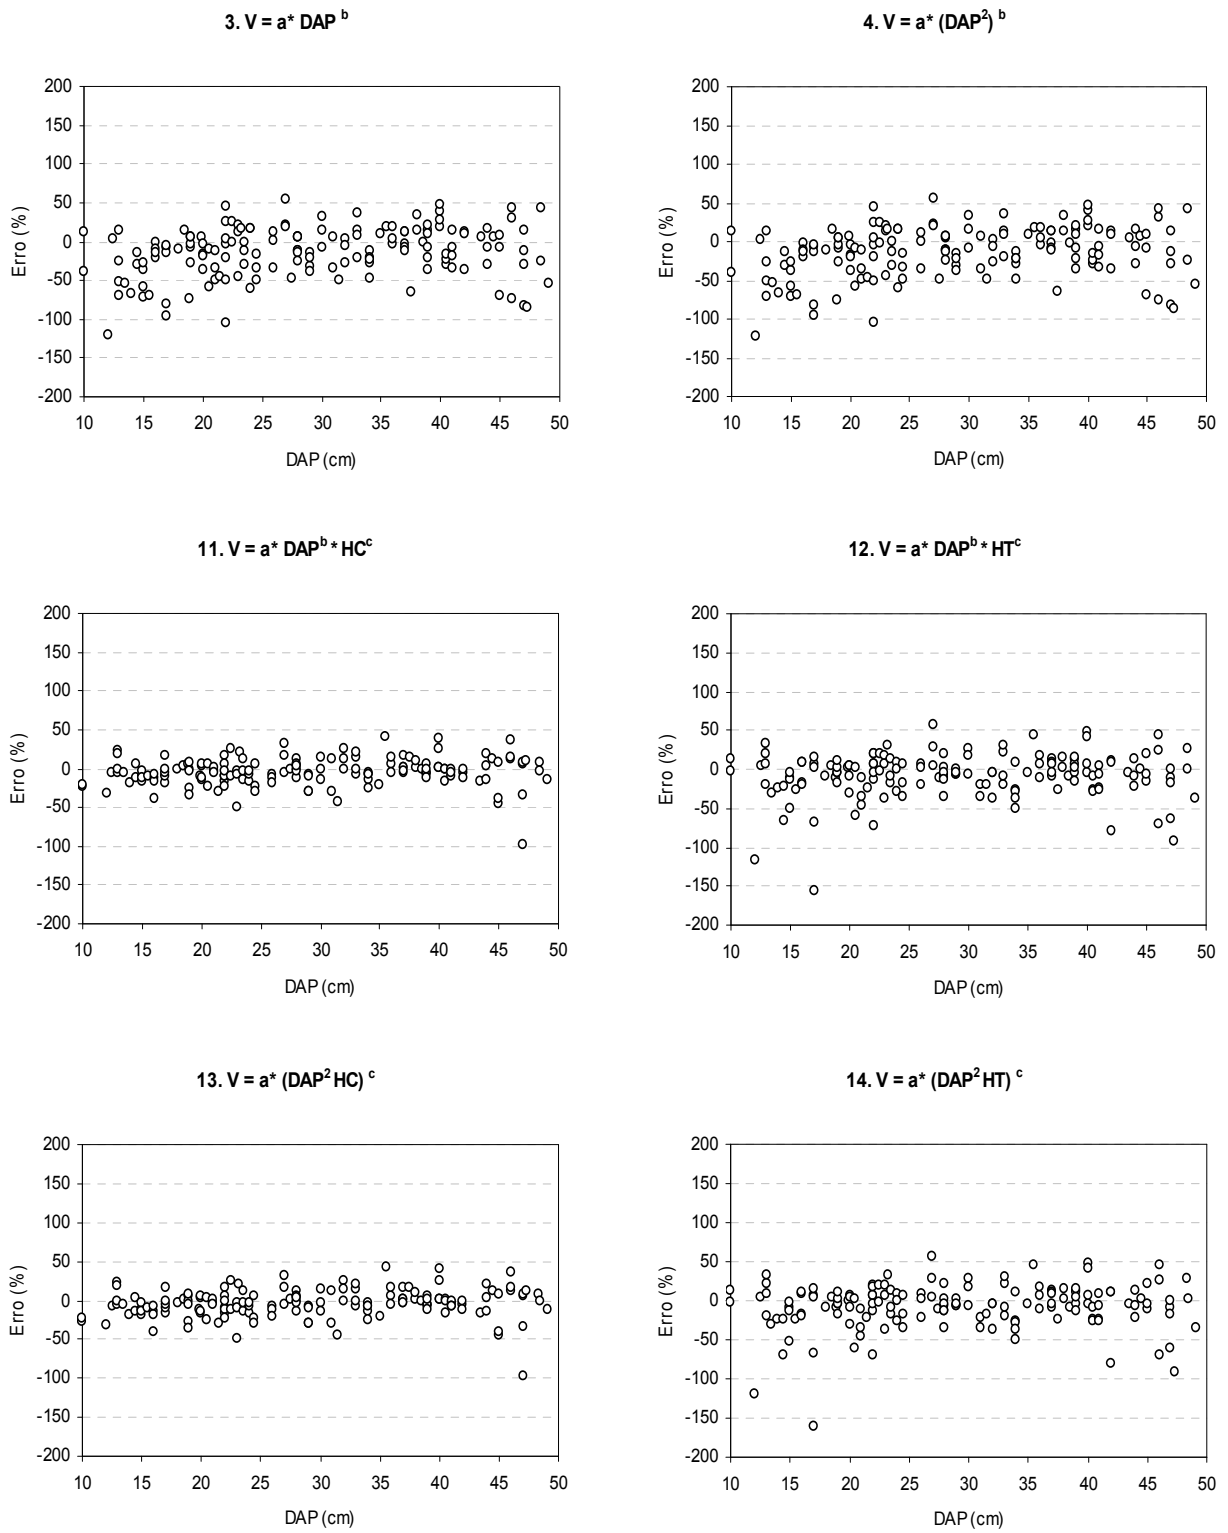 3. V = a* DAP ᵇ
200
150
100
50
0
-50
-100
-150
-200
Erro (%)
10 15 20 25 30 35 40 45 50
DAP (cm)
4. V = a* (DAP²) ᵇ
200
150
100
50
0
-50
-100
-150
-200
Erro (%)
10 15 20 25 30 35 40 45 50
DAP (cm)
11. V = a* DAPᵇ * HCᶜ
200
150
100
50
0
-50
-100
-150
-200
Erro (%)
10 15 20 25 30 35 40 45 50
DAP (cm)
12. V = a* DAPᵇ * HTᶜ
200
150
100
50
0
-50
-100
-150
-200
Erro (%)
10 15 20 25 30 35 40 45 50
DAP (cm)
13. V = a* (DAP² HC) ᶜ
200
150
100
50
0
-50
-100
-150
-200
Erro (%)
10 15 20 25 30 35 40 45 50
DAP (cm)
14. V = a* (DAP² HT) ᶜ
200
150
100
50
0
-50
-100
-150
-200
Erro (%)
10 15 20 25 30 35 40 45 50
DAP (cm)